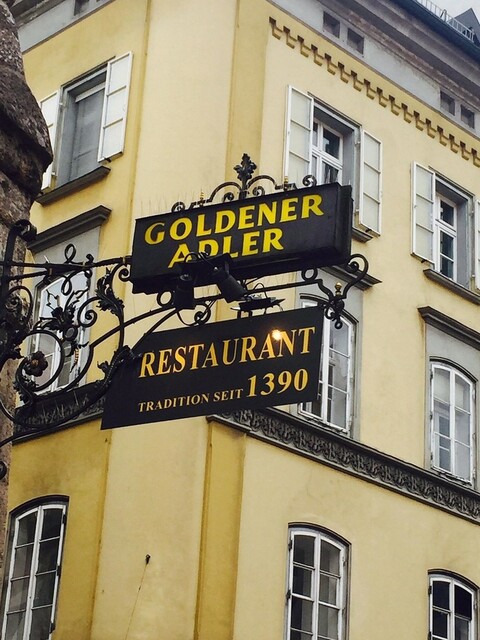 GOLDENER
ADLER
RESTAURANT
TRADITION SEIT 1390